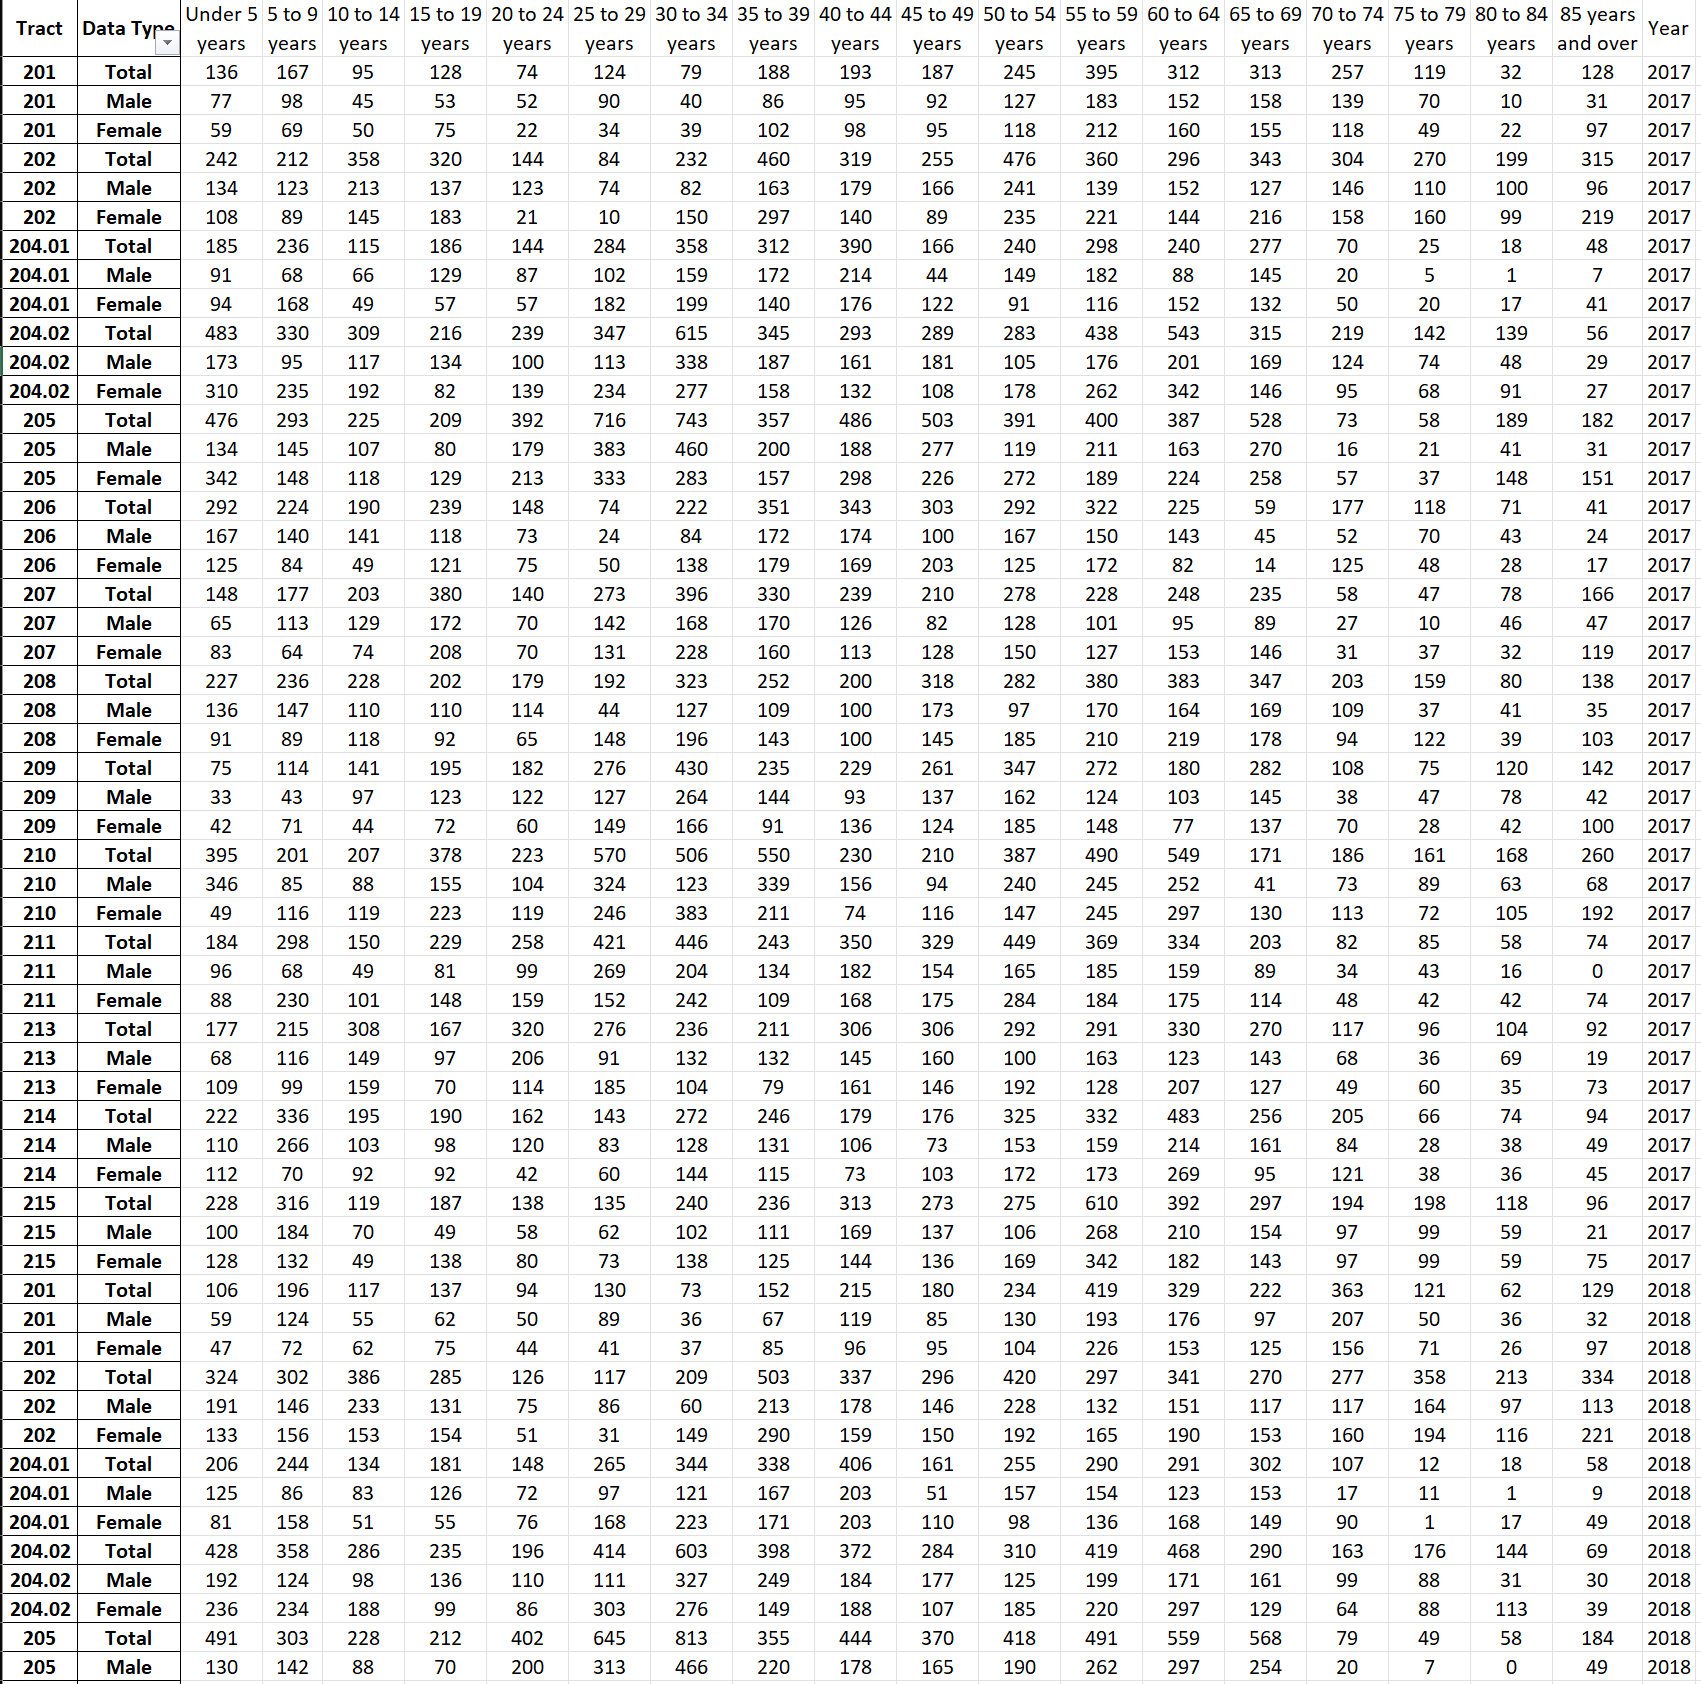 Tract Data Type Under 5 years 5 to 9 years 10 to 14 years 15 to 19 years 20 to 24 years 25 to 29 years 30 to 34 years 35 to 39 years 40 to 44 years 45 to 49 years 50 to 54 years 55 to 59 years 60 to 64 years 65 to 69 years 70 to 74 years 75 to 79 years 80 to 84 years 85 years and over Year
201 Total 136 167 95 128 74 124 79 188 193 187 245 395 312 313 257 119 32 128 2017
201 Male 77 98 45 53 52 90 40 86 95 92 127 183 152 158 139 70 10 31 2017
201 Female 59 69 50 75 22 34 39 102 98 95 118 212 160 155 118 49 22 97 2017
202 Total 242 212 358 320 144 84 232 460 319 255 476 360 296 343 304 270 199 315 2017
202 Male 134 123 213 137 123 74 82 163 179 166 241 139 152 127 146 110 100 96 2017
202 Female 108 89 145 183 21 10 150 297 140 89 235 221 144 216 158 160 99 219 2017
204.01 Total 185 236 115 186 144 284 358 312 390 166 240 298 240 277 70 25 18 48 2017
204.01 Male 91 68 66 129 87 102 159 172 214 44 149 182 88 145 20 5 1 7 2017
204.01 Female 94 168 49 57 57 182 199 140 176 122 91 116 152 132 50 20 17 41 2017
204.02 Total 483 330 309 216 239 347 615 345 293 289 283 438 543 315 219 142 139 56 2017
204.02 Male 173 95 117 134 100 113 338 187 161 181 105 176 201 169 124 74 48 29 2017
204.02 Female 310 235 192 82 139 234 277 158 132 108 178 262 342 146 95 68 91 27 2017
205 Total 476 293 225 209 392 716 743 357 486 503 391 400 387 528 73 58 189 182 2017
205 Male 134 145 107 80 179 383 460 200 188 277 119 211 163 270 16 21 41 31 2017
205 Female 342 148 118 129 213 333 283 157 298 226 272 189 224 258 57 37 148 151 2017
206 Total 292 224 190 239 148 74 222 351 343 303 292 322 225 59 177 118 71 41 2017
206 Male 167 140 141 118 73 24 84 172 174 100 167 150 143 45 52 70 43 24 2017
206 Female 125 84 49 121 75 50 138 179 169 203 125 172 82 14 125 48 28 17 2017
207 Total 148 177 203 380 140 273 396 330 239 210 278 228 248 235 58 47 78 166 2017
207 Male 65 113 129 172 70 142 168 170 126 82 128 101 95 89 27 10 46 47 2017
207 Female 83 64 74 208 70 131 228 160 113 128 150 127 153 146 31 37 32 119 2017
208 Total 227 236 228 202 179 192 323 252 200 318 282 380 383 347 203 159 80 138 2017
208 Male 136 147 110 110 114 44 127 109 100 173 97 170 164 169 109 37 41 35 2017
208 Female 91 89 118 92 65 148 196 143 100 145 185 210 219 178 94 122 39 103 2017
209 Total 75 114 141 195 182 276 430 235 229 261 347 272 180 282 108 75 120 142 2017
209 Male 33 43 97 123 122 127 264 144 93 137 162 124 103 145 38 47 78 42 2017
209 Female 42 71 44 72 60 149 166 91 136 124 185 148 77 137 70 28 42 100 2017
210 Total 395 201 207 378 223 570 506 550 230 210 387 490 549 171 186 161 168 260 2017
210 Male 346 85 88 155 104 324 123 339 156 94 240 245 252 41 73 89 63 68 2017
210 Female 49 116 119 223 119 246 383 211 74 116 147 245 297 130 113 72 105 192 2017
211 Total 184 298 150 229 258 421 446 243 350 329 449 369 334 203 82 85 58 74 2017
211 Male 96 68 49 81 99 269 204 134 182 154 165 185 159 89 34 43 16 0 2017
211 Female 88 230 101 148 159 152 242 109 168 175 284 184 175 114 48 42 42 74 2017
213 Total 177 215 308 167 320 276 236 211 306 306 292 291 330 270 117 96 104 92 2017
213 Male 68 116 149 97 206 91 132 132 145 160 100 163 123 143 68 36 69 19 2017
213 Female 109 99 159 70 114 185 104 79 161 146 192 128 207 127 49 60 35 73 2017
214 Total 222 336 195 190 162 143 272 246 179 176 325 332 483 256 205 66 74 94 2017
214 Male 110 266 103 98 120 83 128 131 106 73 153 159 214 161 84 28 38 49 2017
214 Female 112 70 92 92 42 60 144 115 73 103 172 173 269 95 121 38 36 45 2017
215 Total 228 316 119 187 138 135 240 236 313 273 275 610 392 297 194 198 118 96 2017
215 Male 100 184 70 49 58 62 102 111 169 137 106 268 210 154 97 99 59 21 2017
215 Female 128 132 49 138 80 73 138 125 144 136 169 342 182 143 97 99 59 75 2017
201 Total 106 196 117 137 94 130 73 152 215 180 234 419 329 222 363 121 62 129 2018
201 Male 59 124 55 62 50 89 36 67 119 85 130 193 176 97 207 50 36 32 2018
201 Female 47 72 62 75 44 41 37 85 96 95 104 226 153 125 156 71 26 97 2018
202 Total 324 302 386 285 126 117 209 503 337 296 420 297 341 270 277 358 213 334 2018
202 Male 191 146 233 131 75 86 60 213 178 146 228 132 151 117 117 164 97 113 2018
202 Female 133 156 153 154 51 31 149 290 159 150 192 165 190 153 160 194 116 221 2018
204.01 Total 206 244 134 181 148 265 344 338 406 161 255 290 291 302 107 12 18 58 2018
204.01 Male 125 86 83 126 72 97 121 167 203 51 157 154 123 153 17 11 1 9 2018
204.01 Female 81 158 51 55 76 168 223 171 203 110 98 136 168 149 90 1 17 49 2018
204.02 Total 428 358 286 235 196 414 603 398 372 284 310 419 468 290 163 176 144 69 2018
204.02 Male 192 124 98 136 110 111 327 249 184 177 125 199 171 161 99 88 31 30 2018
204.02 Female 236 234 188 99 86 303 276 149 188 107 185 220 297 129 64 88 113 39 2018
205 Total 491 303 228 212 402 645 813 355 444 370 418 491 559 568 79 49 58 184 2018
205 Male 130 142 88 70 200 313 466 220 178 165 190 262 297 254 20 7 0 49 2018